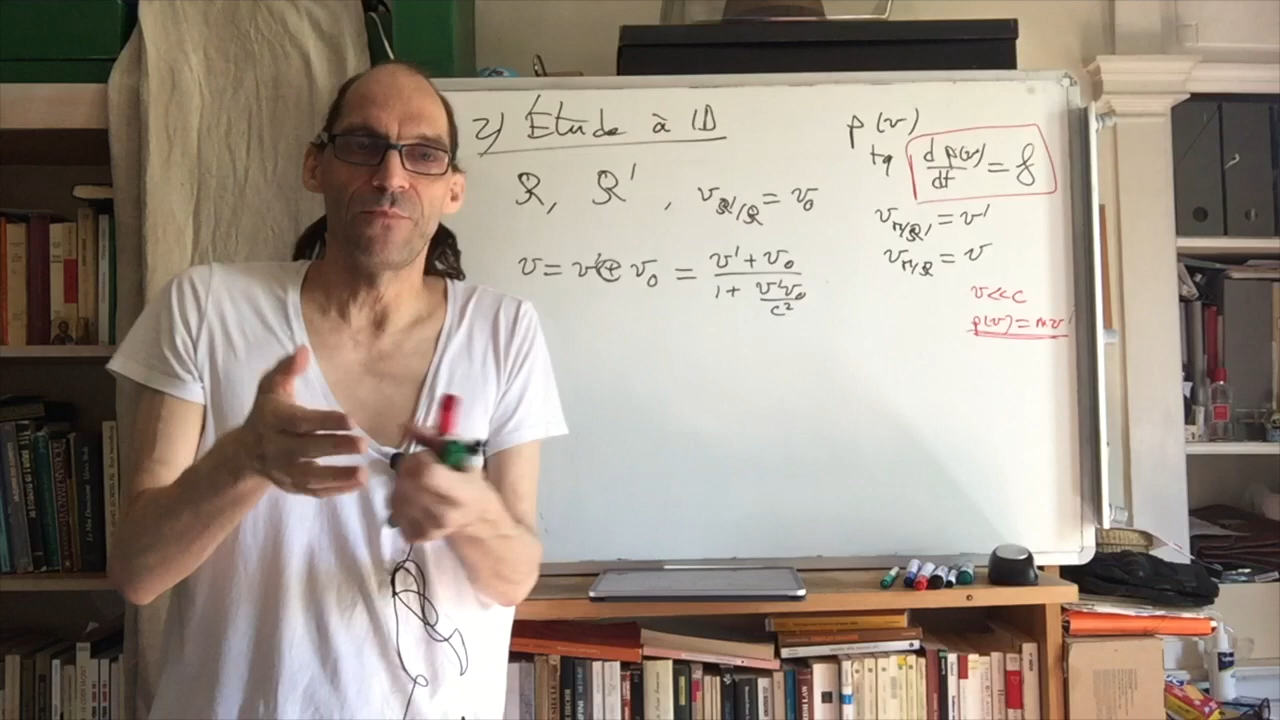 2) Étude à 1D
ℛ, ℛ', v_ℛ'/ℛ = v₀
v = v' ⊕ v₀ = (v' + v₀) / (1 + v'v₀/c²)
p(v)
tq dp(v)/dt = f
v_M/ℛ' = v'
v_M/ℛ = v
v << c
p(v) = mv